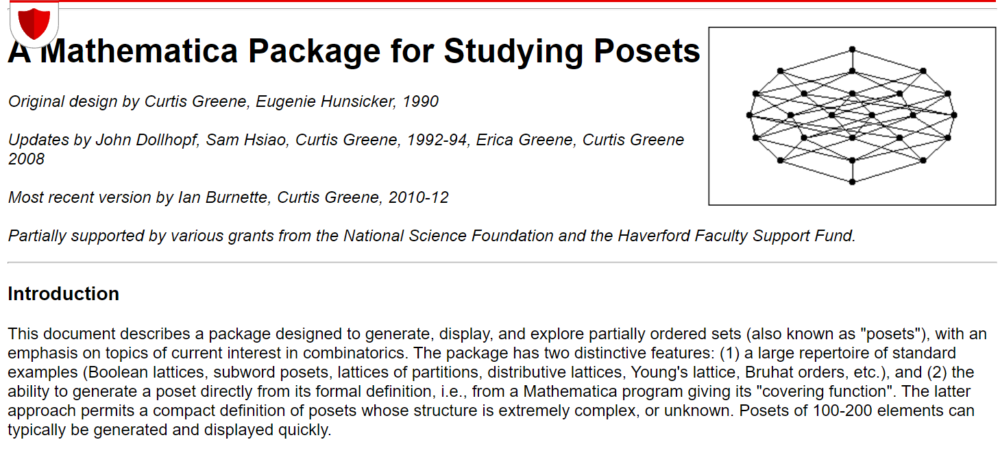 A Mathematica Package for Studying Posets
Original design by Curtis Greene, Eugenie Hunsicker, 1990
Updates by John Dollhopf, Sam Hsiao, Curtis Greene, 1992-94, Erica Greene, Curtis Greene
2008
Most recent version by Ian Burnette, Curtis Greene, 2010-12
Partially supported by various grants from the National Science Foundation and the Haverford Faculty Support Fund.
Introduction
This document describes a package designed to generate, display, and explore partially ordered sets (also known as "posets"), with an
emphasis on topics of current interest in combinatorics. The package has two distinctive features: (1) a large repertoire of standard
examples (Boolean lattices, subword posets, lattices of partitions, distributive lattices, Young's lattice, Bruhat orders, etc.), and (2) the
ability to generate a poset directly from its formal definition, i.e., from a Mathematica program giving its "covering function". The latter
approach permits a compact definition of posets whose structure is extremely complex, or unknown. Posets of 100-200 elements can
typically be generated and displayed quickly.